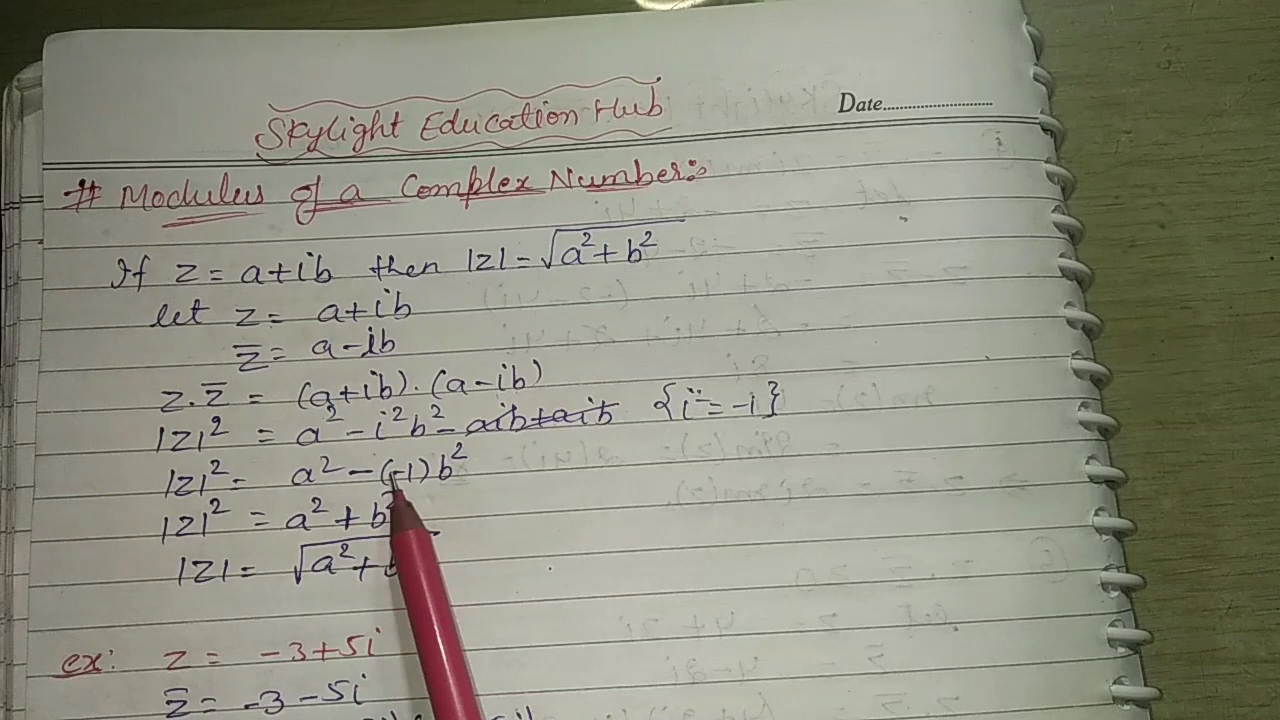 Skylight Education Hub
Date
# Modulus of a Complex Number:
If z = a+ib then |z| = √a²+b²
let z = a+ib
z̄ = a-ib
z.z̄ = (a+ib).(a-ib)
|z|² = a² - i²b² - aib+aib {i² = -1}
|z|² = a² - (-1)b²
|z|² = a² + b²
|z| = √a²+b
ex: z = -3+5i
z̄ = -3-5i